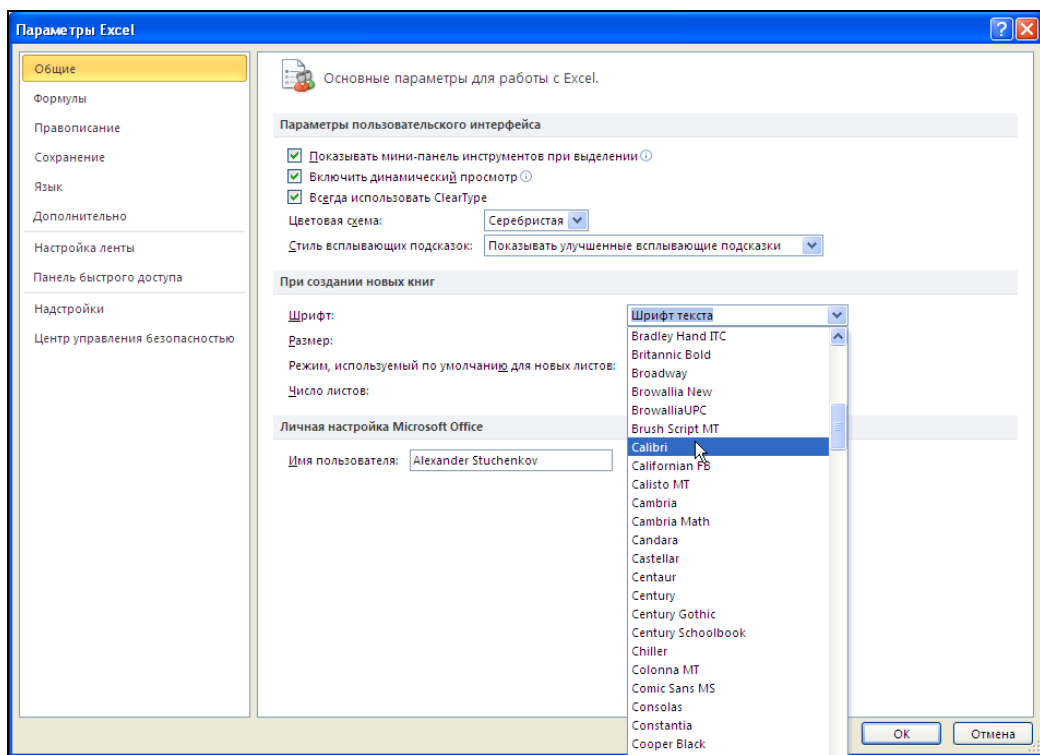 Параметры Excel
Общие
Формулы
Правописание
Сохранение
Язык
Дополнительно
Настройка ленты
Панель быстрого доступа
Надстройки
Центр управления безопасностью
Основные параметры для работы с Excel.
Параметры пользовательского интерфейса
Показывать мини-панель инструментов при выделении
Включить динамический просмотр
Всегда использовать ClearType
Цветовая схема: Серебристая
Стиль всплывающих подсказок: Показывать улучшенные всплывающие подсказки
При создании новых книг
Шрифт: Шрифт текста
Размер:
Режим, используемый по умолчанию для новых листов:
Число листов:
Bradley Hand ITC
Britannic Bold
Broadway
Browallia New
BrowalliaUPC
Brush Script MT
Calibri
Californian FB
Calisto MT
Cambria
Cambria Math
Candara
Castellar
Centaur
Century
Century Gothic
Century Schoolbook
Chiller
Colonna MT
Comic Sans MS
Consolas
Constantia
Cooper Black
Личная настройка Microsoft Office
Имя пользователя: Alexander Stuchenkov
ОК Отмена